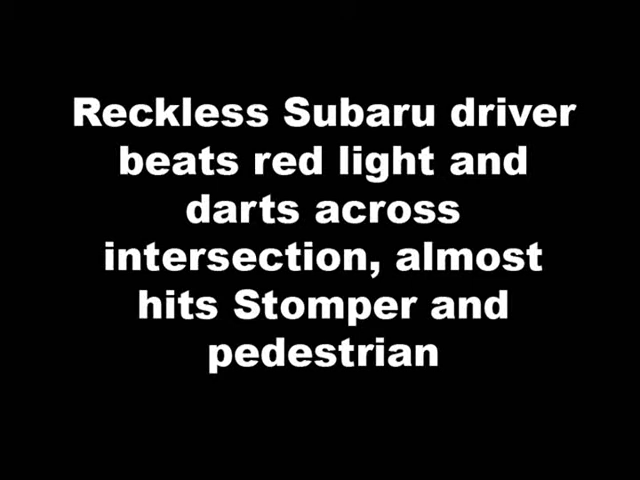 Reckless Subaru driver
beats red light and
darts across
intersection, almost
hits Stomper and
pedestrian